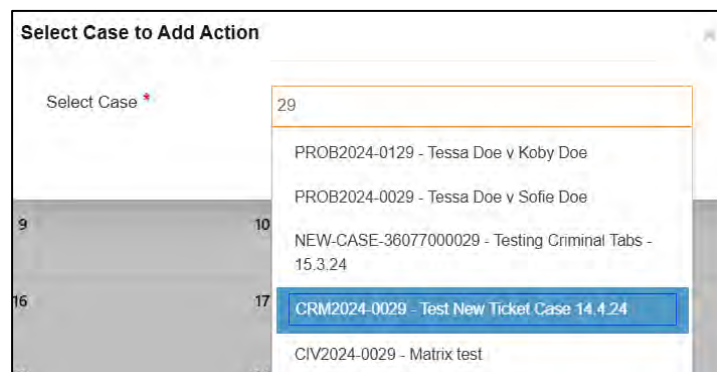 Select Case to Add Action
Select Case *
29
PROB2024-0129 - Tessa Doe v Koby Doe
PROB2024-0029 - Tessa Doe v Sofie Doe
9
10
NEW-CASE-36077000029 - Testing Criminal Tabs -
15.3.24
16
17
CRM2024-0029 - Test New Ticket Case 14.4.24
CIV2024-0029 - Matrix test